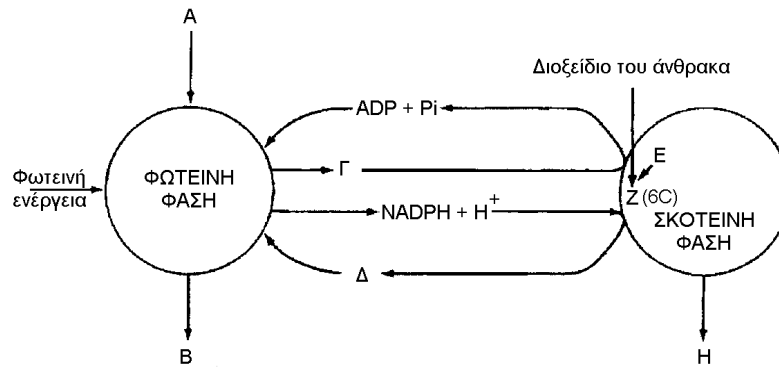 A
Διοξείδιο του άνθρακα
ADP + Pi
E
Φωτεινή
ενέργεια
ΦΩΤΕΙΝΗ
ΦΑΣΗ
Γ
Z (6C)
NADPH + H⁺
ΣΚΟΤΕΙΝΗ
ΦΑΣΗ
Δ
B
H